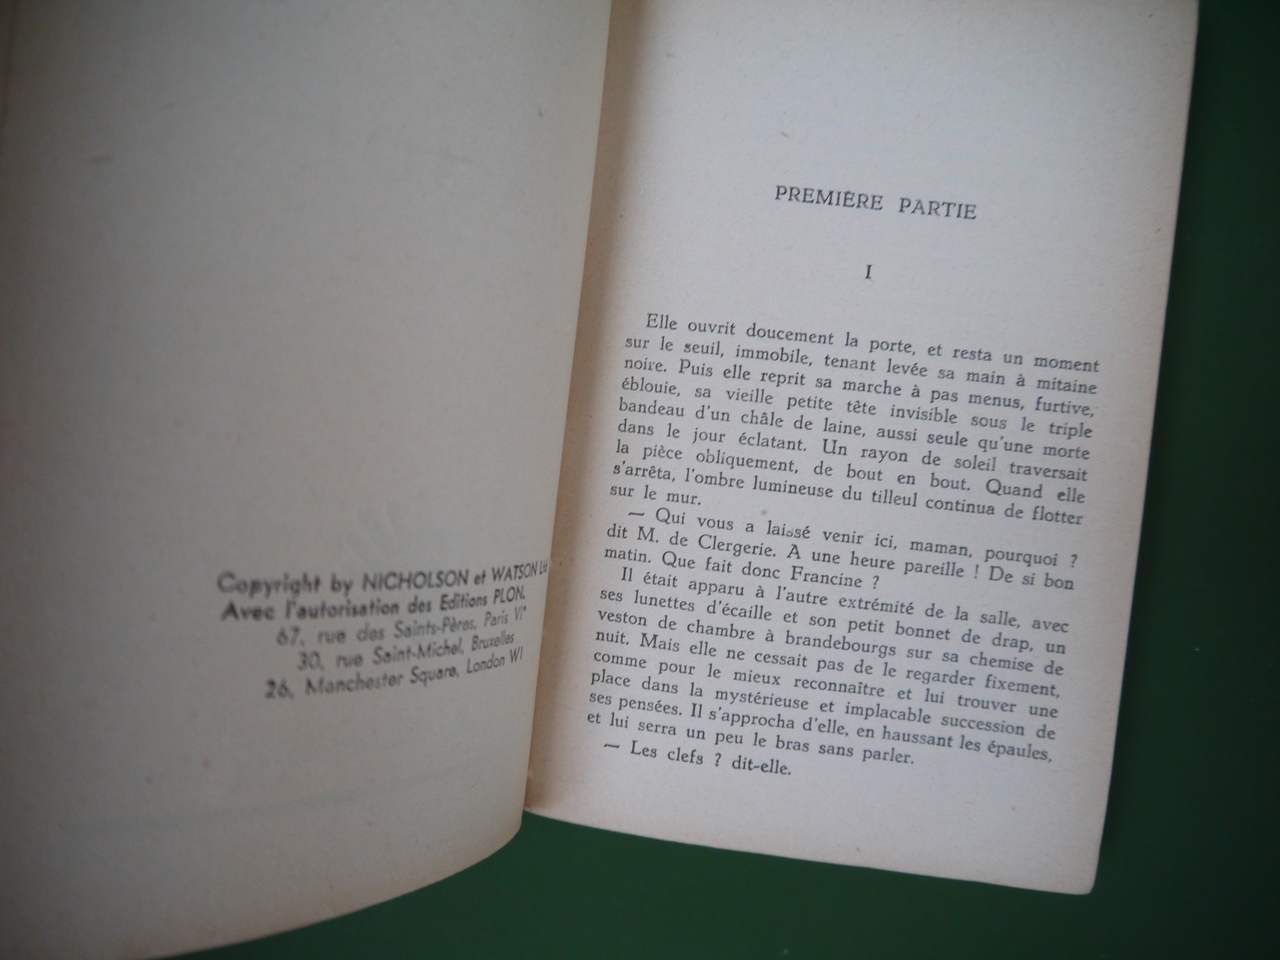 Copyright by NICHOLSON et WATSON Ltd
Avec l'autorisation des Editions PLON.
67, rue des Saints-Pères, Paris VIe
30, rue Saint-Michel, Bruxelles
26, Manchester Square, London W1
PREMIÈRE PARTIE
I
Elle ouvrit doucement la porte, et resta un moment
sur le seuil, immobile, tenant levée sa main à mitaine
noire. Puis elle reprit sa marche à pas menus, furtive,
éblouie, sa vieille petite tête invisible sous le triple
bandeau d'un châle de laine, aussi seule qu'une morte
dans le jour éclatant. Un rayon de soleil traversait
la pièce obliquement, de bout en bout. Quand elle
s'arrêta, l'ombre lumineuse du tilleul continua de flotter
sur le mur.
— Qui vous a laissé venir ici, maman, pourquoi ?
dit M. de Clergerie. A une heure pareille ! De si bon
matin. Que fait donc Francine ?
Il était apparu à l'autre extrémité de la salle, avec
ses lunettes d'écaille et son petit bonnet de drap, un
veston de chambre à brandebourgs sur sa chemise de
nuit. Mais elle ne cessait pas de le regarder fixement,
comme pour le mieux reconnaître et lui trouver une
place dans la mystérieuse et implacable succession de
ses pensées. Il s'approcha d'elle, en haussant les épaules,
et lui serra un peu le bras sans parler.
— Les clefs ? dit-elle.